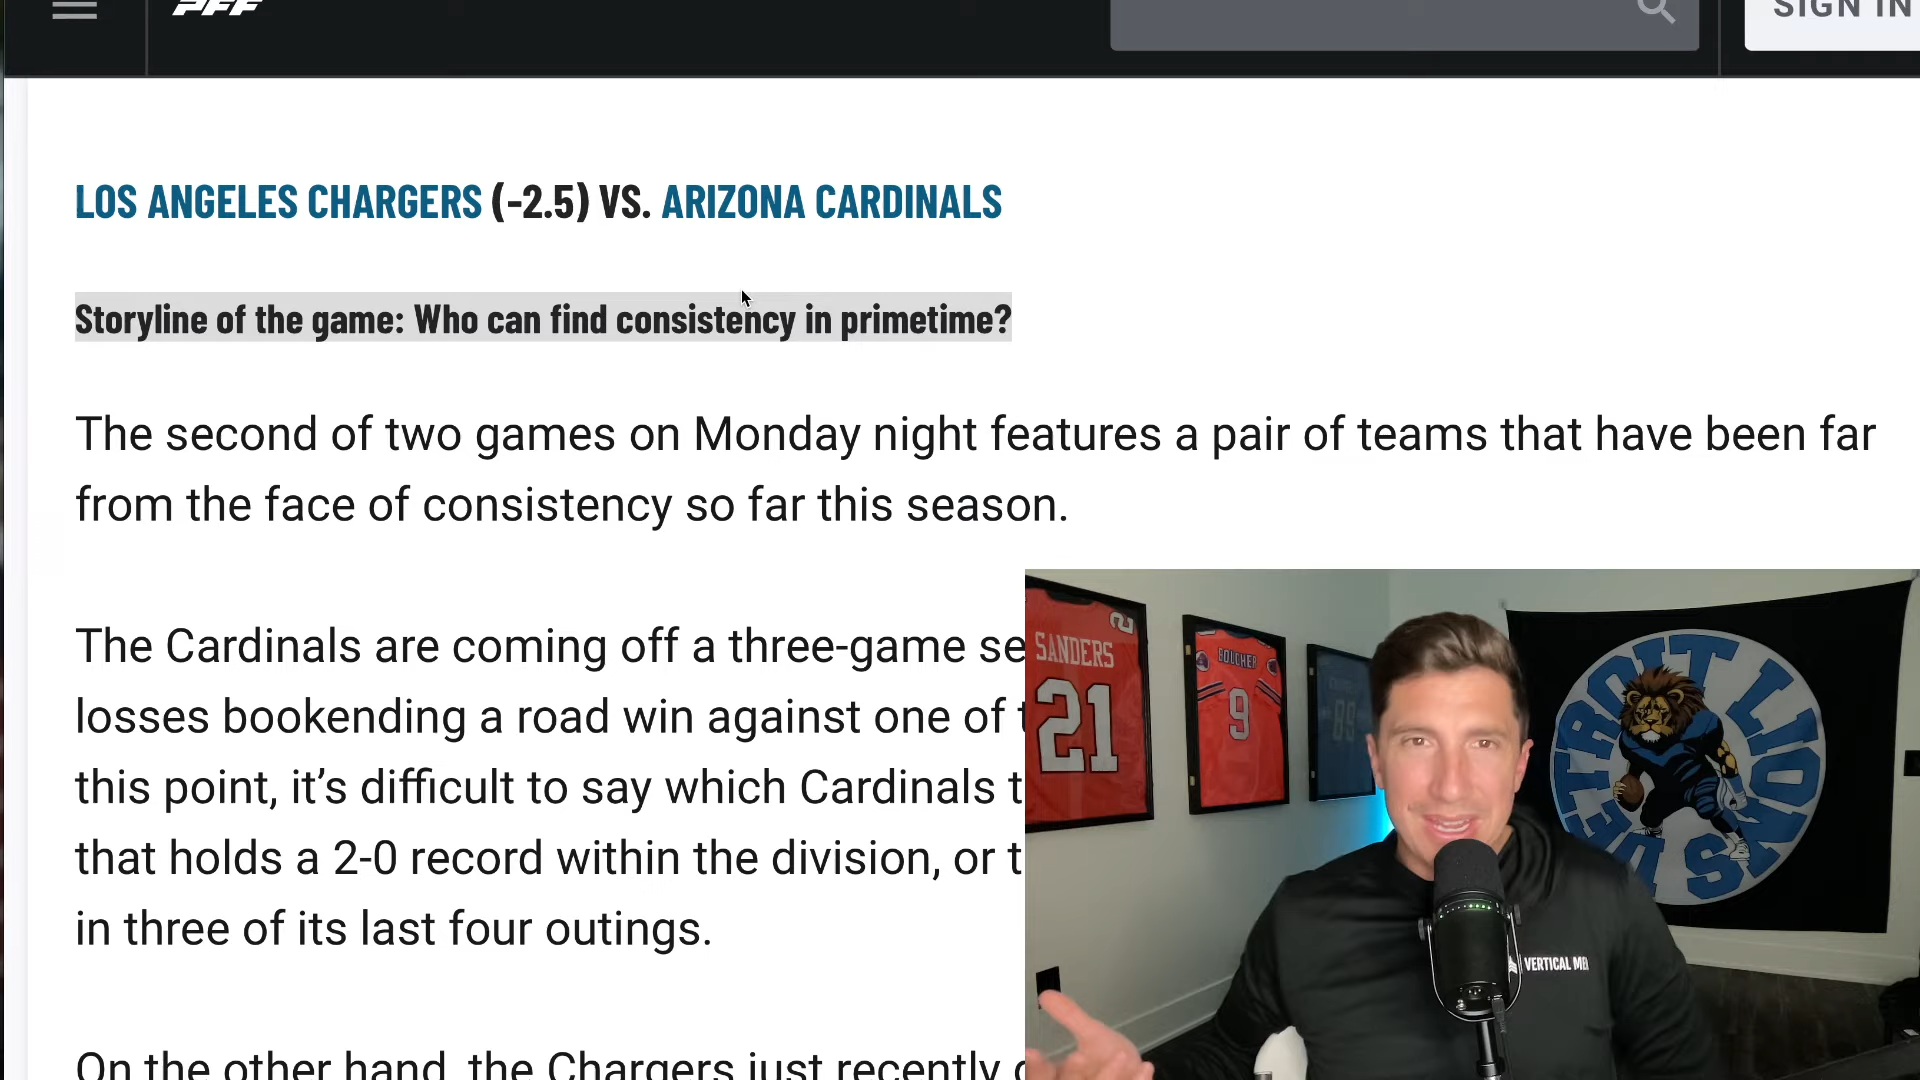 PFF
SIGN IN
LOS ANGELES CHARGERS (-2.5) VS. ARIZONA CARDINALS
Storyline of the game: Who can find consistency in primetime?
The second of two games on Monday night features a pair of teams that have been far
from the face of consistency so far this season.
The Cardinals are coming off a three-game se
losses bookending a road win against one of
this point, it's difficult to say which Cardinals t
that holds a 2-0 record within the division, or t
in three of its last four outings.
On the other hand, the Chargers just recently
SANDERS
21
2
BOLCHER
9
89
DETROIT LIONS
VERTICAL